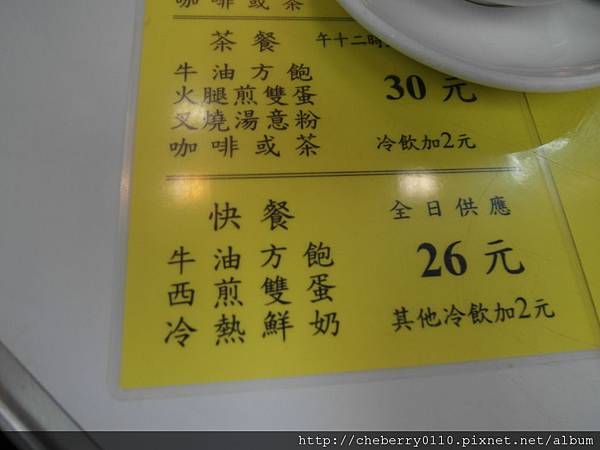 咖啡或茶
茶餐 午十二時
牛油方飽
火腿煎雙蛋 30元
叉燒湯意粉
咖啡或茶 冷飲加2元
快餐 全日供應
牛油方飽
西煎雙蛋 26元
冷熱鮮奶 其他冷飲加2元
http://cheberry0110.pixnet.net/album